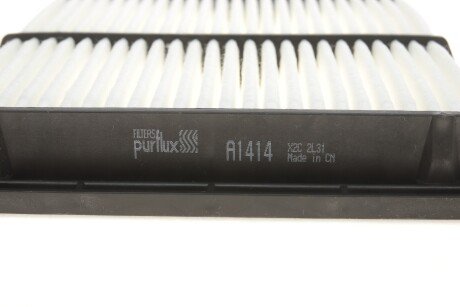 FILTERS
purflux
A1414
X2C 2L31
Made in CN